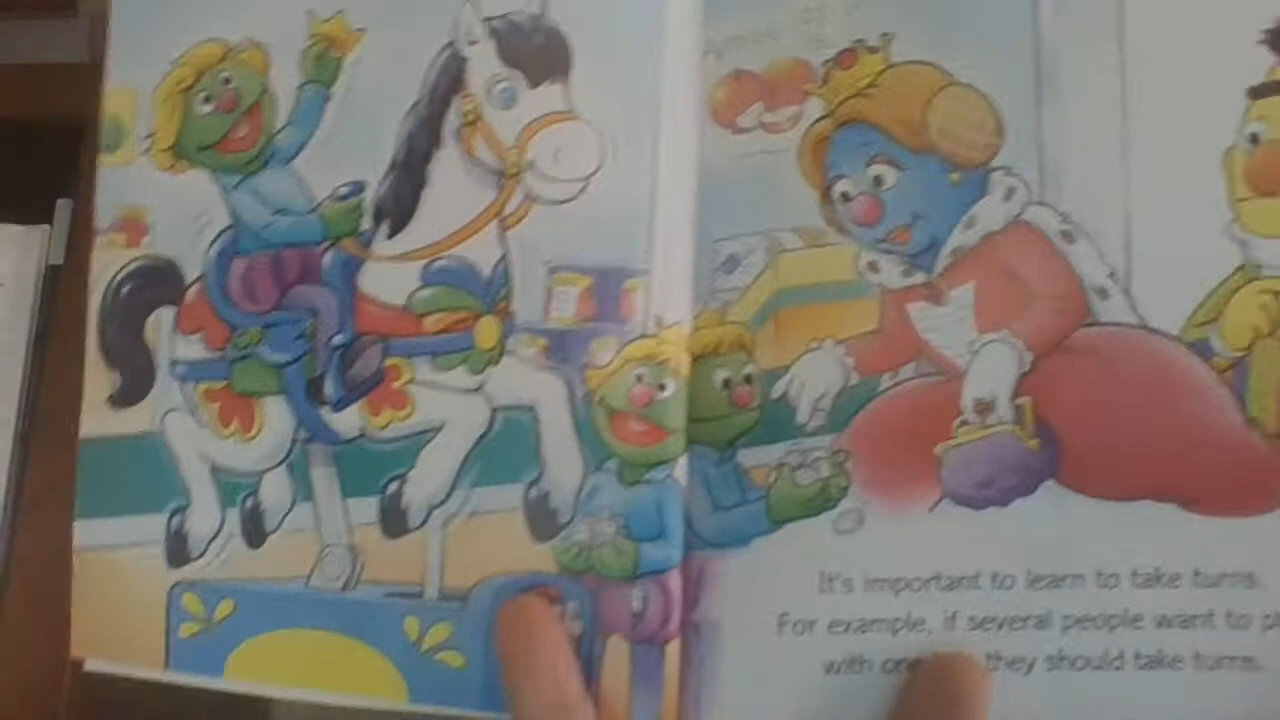 It's important to learn to take turns.
For example, if several people want to
with they should take turns.